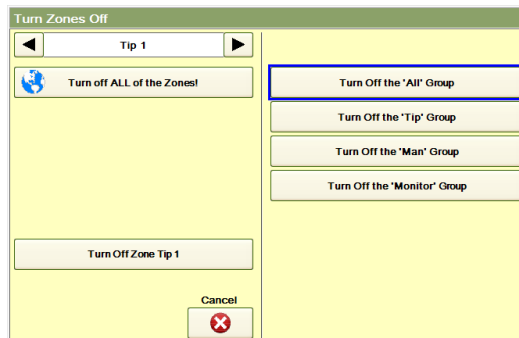 Turn Zones Off
Tip 1
Turn off ALL of the Zones!
Turn Off Zone Tip 1
Cancel
Turn Off the 'All' Group
Turn Off the 'Tip' Group
Turn Off the 'Man' Group
Turn Off the 'Monitor' Group